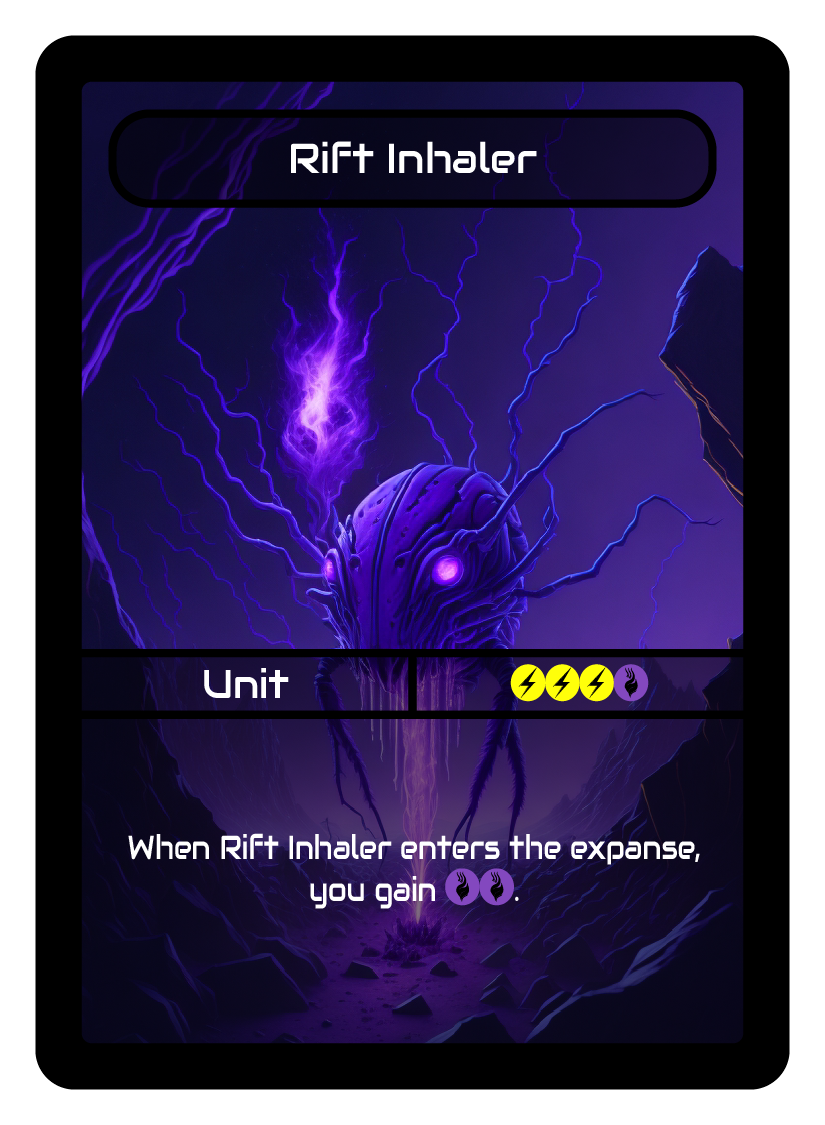 Rift Inhaler
Unit
When Rift Inhaler enters the expanse,
you gain .